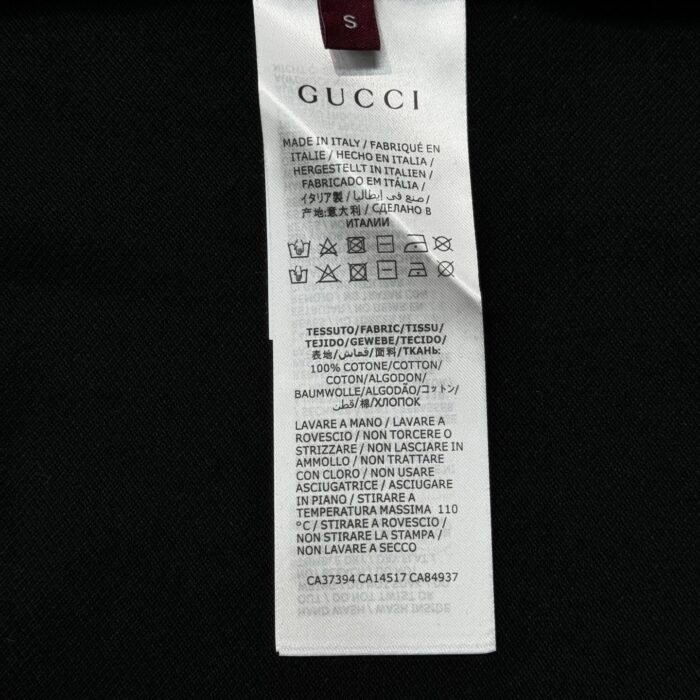 S
GUCCI
MADE IN ITALY / FABRIQUÉ EN
ITALIE / HECHO EN ITALIA /
HERGESTELLT IN ITALIEN /
FABRICADO EM ITÁLIA /
イタリア製 / صنع في إيطاليا /
产地:意大利 / СДЕЛАНО В
ИТАЛИИ
TESSUTO/FABRIC/TISSU/
TEJIDO/GEWEBE/TECIDO/
表地/قماش/面料/ТКАНЬ:
100% COTONE/COTTON/
COTON/ALGODON/
BAUMWOLLE/ALGODÃO/コットン/
قطن/棉/ХЛОПОК
LAVARE A MANO / LAVARE A
ROVESCIO / NON TORCERE O
STRIZZARE / NON LASCIARE IN
AMMOLLO / NON TRATTARE
CON CLORO / NON USARE
ASCIUGATRICE / ASCIUGARE
IN PIANO / STIRARE A
TEMPERATURA MASSIMA 110
°C / STIRARE A ROVESCIO /
NON STIRARE LA STAMPA /
NON LAVARE A SECCO
CA37394 CA14517 CA84937